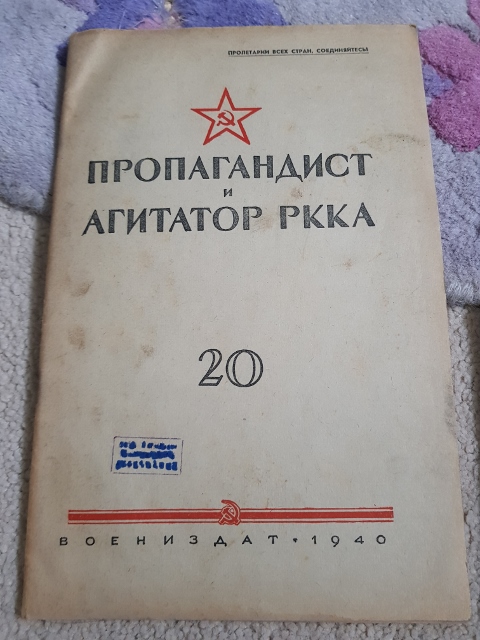 ПРОЛЕТАРИИ ВСЕХ СТРАН, СОЕДИНЯЙТЕСЬ!
ПРОПАГАНДИСТ
и
АГИТАТОР РККА
20
ВОЕНИЗДАТ • 1940